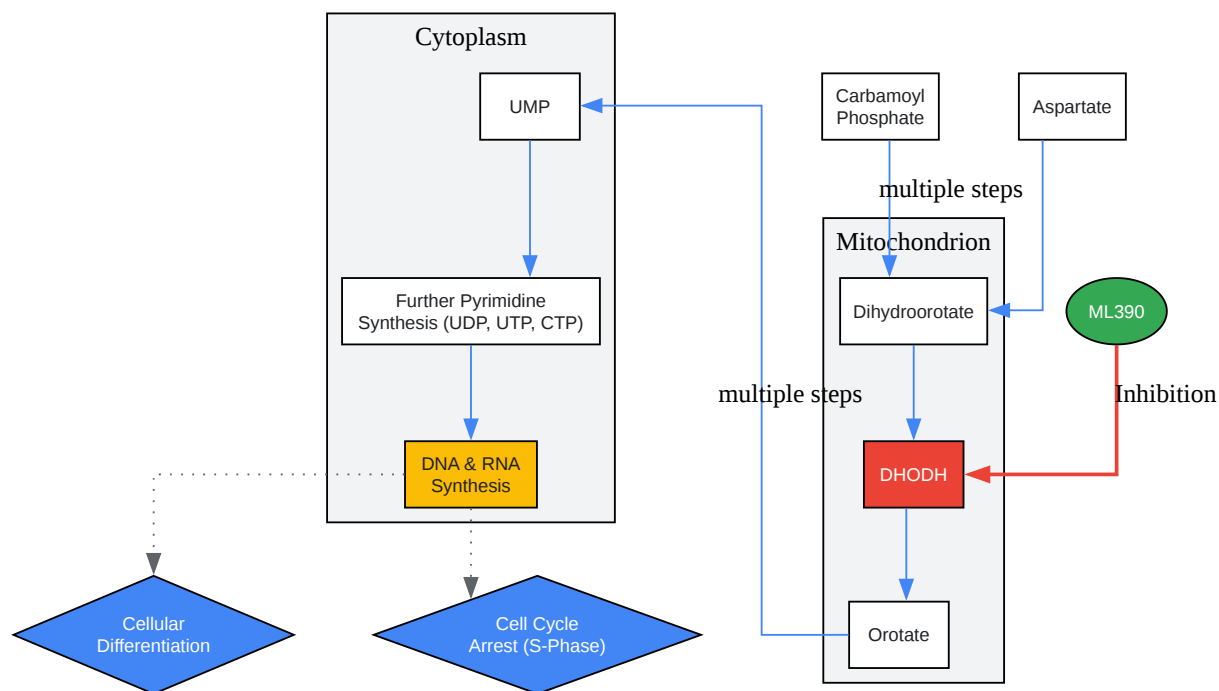 Cytoplasm
UMP
Carbamoyl
Phosphate
Aspartate
multiple steps
Mitochondrion
Further Pyrimidine
Synthesis (UDP, UTP, CTP)
Dihydroorotate
ML390
multiple steps
Inhibition
DNA & RNA
Synthesis
DHODH
Cellular
Differentiation
Cell Cycle
Arrest (S-Phase)
Orotate